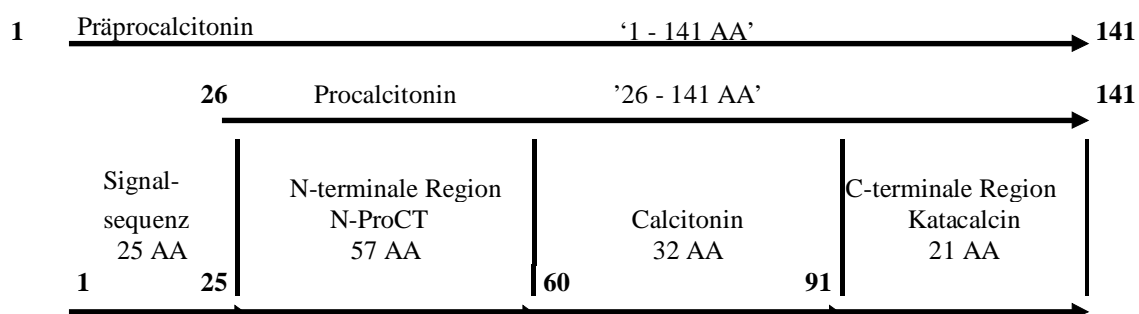 1 Präprocalcitonin ‘1 - 141 AA’ 141
26 Procalcitonin ’26 - 141 AA’ 141
Signal-
sequenz
25 AA
N-terminale Region
N-ProCT
57 AA
Calcitonin
32 AA
C-terminale Region
Katacalcin
21 AA
1 25 60 91